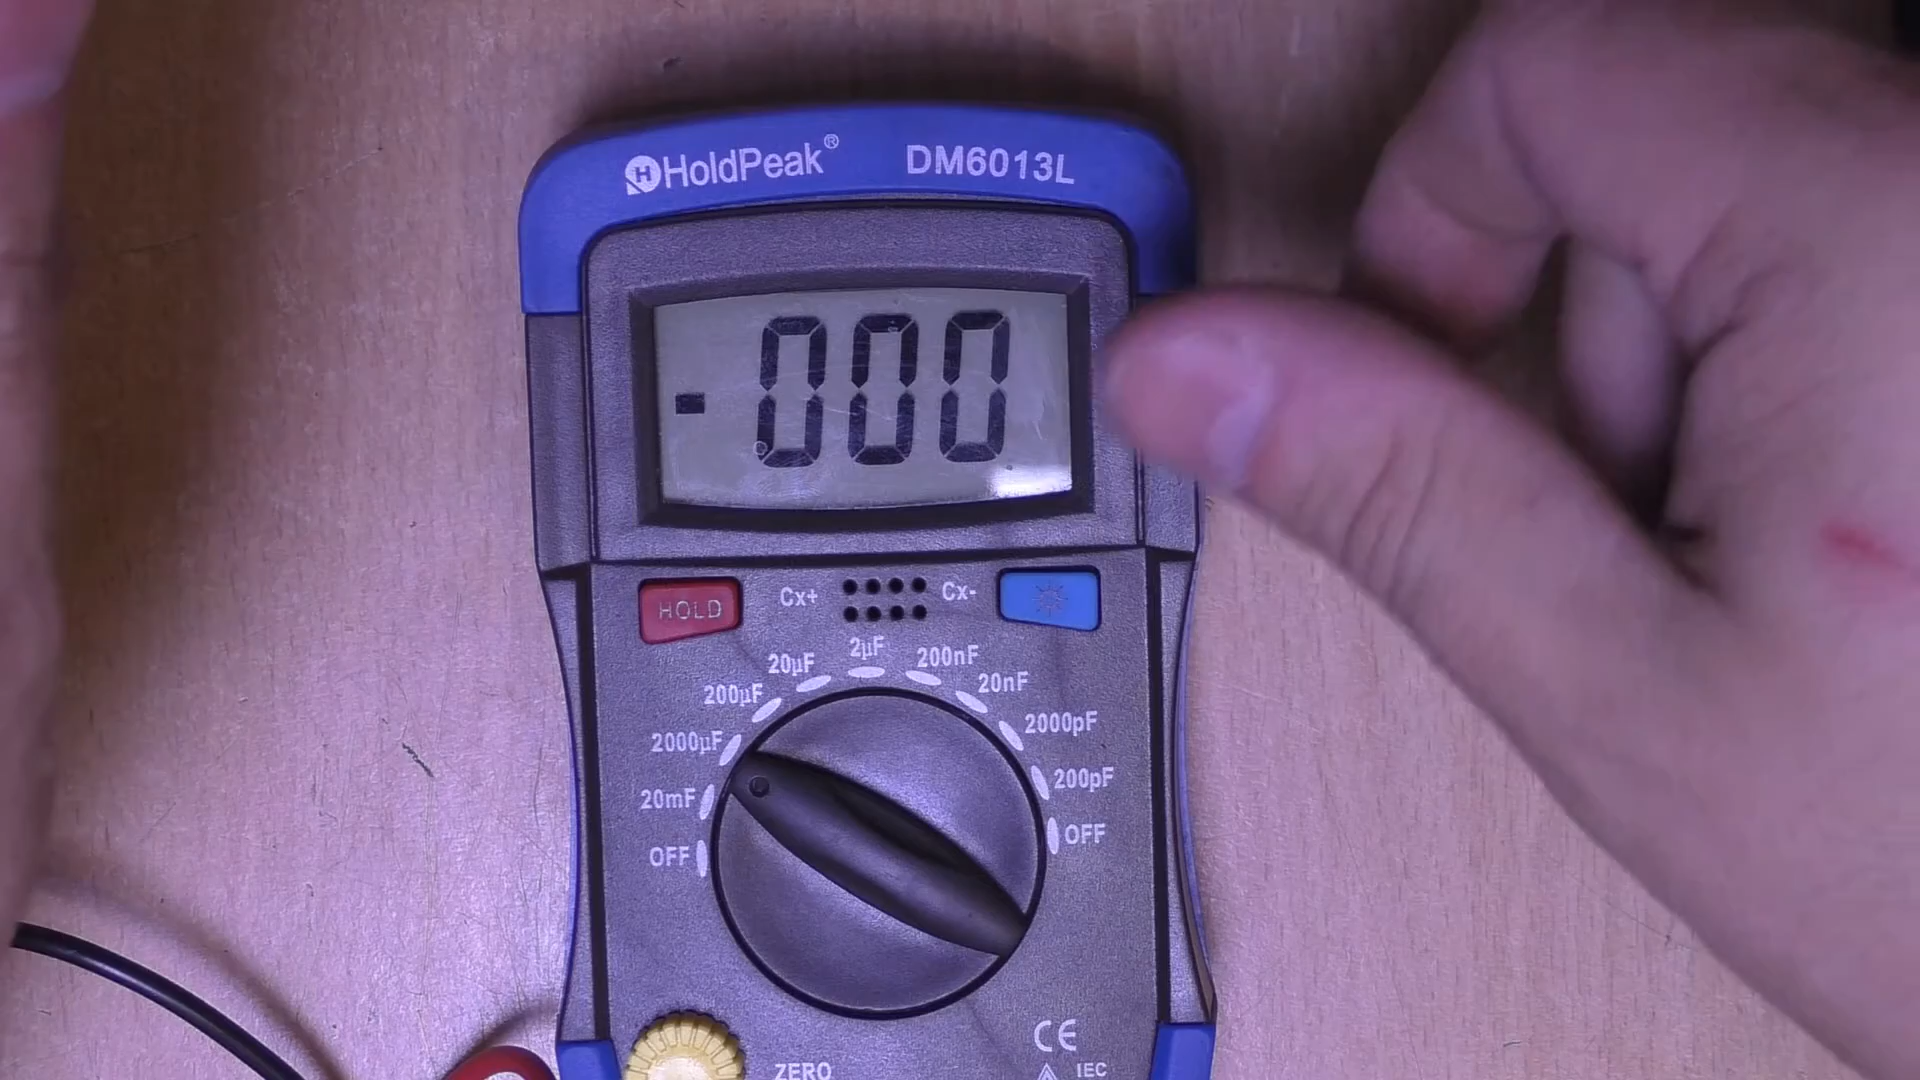 HoldPeak® DM6013L
-000
HOLD Cx+ Cx-
2µF
20µF 200nF
200µF 20nF
2000µF 2000pF
20mF 200pF
OFF OFF
CE
ZERO IEC